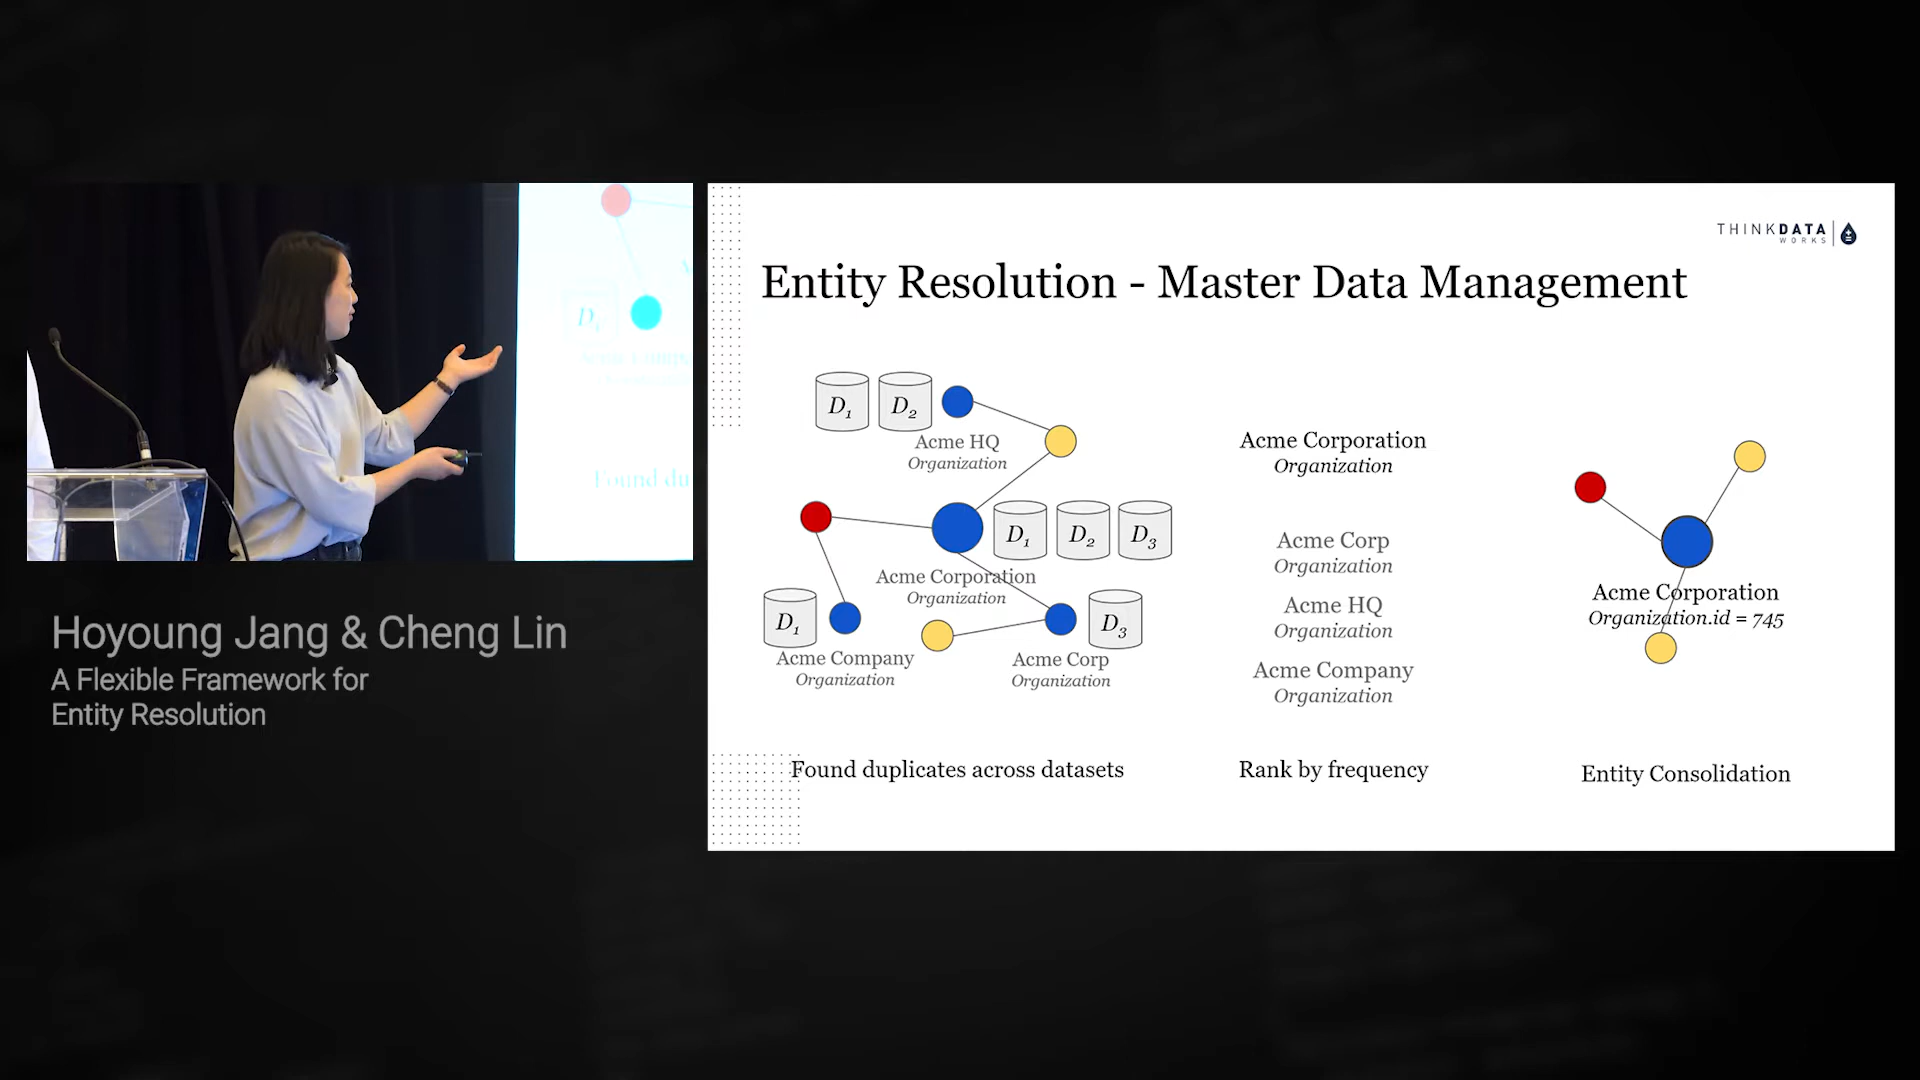 THINKDATA
WORKS
Entity Resolution - Master Data Management
D1
D2
Acme HQ
Organization
D1
D2
D3
Acme Corporation
Organization
D1
Acme Company
Organization
D3
Acme Corp
Organization
Found duplicates across datasets
Acme Corporation
Organization
Acme Corp
Organization
Acme HQ
Organization
Acme Company
Organization
Rank by frequency
Acme Corporation
Organization.id = 745
Entity Consolidation
Found du
Hoyoung Jang & Cheng Lin
A Flexible Framework for
Entity Resolution